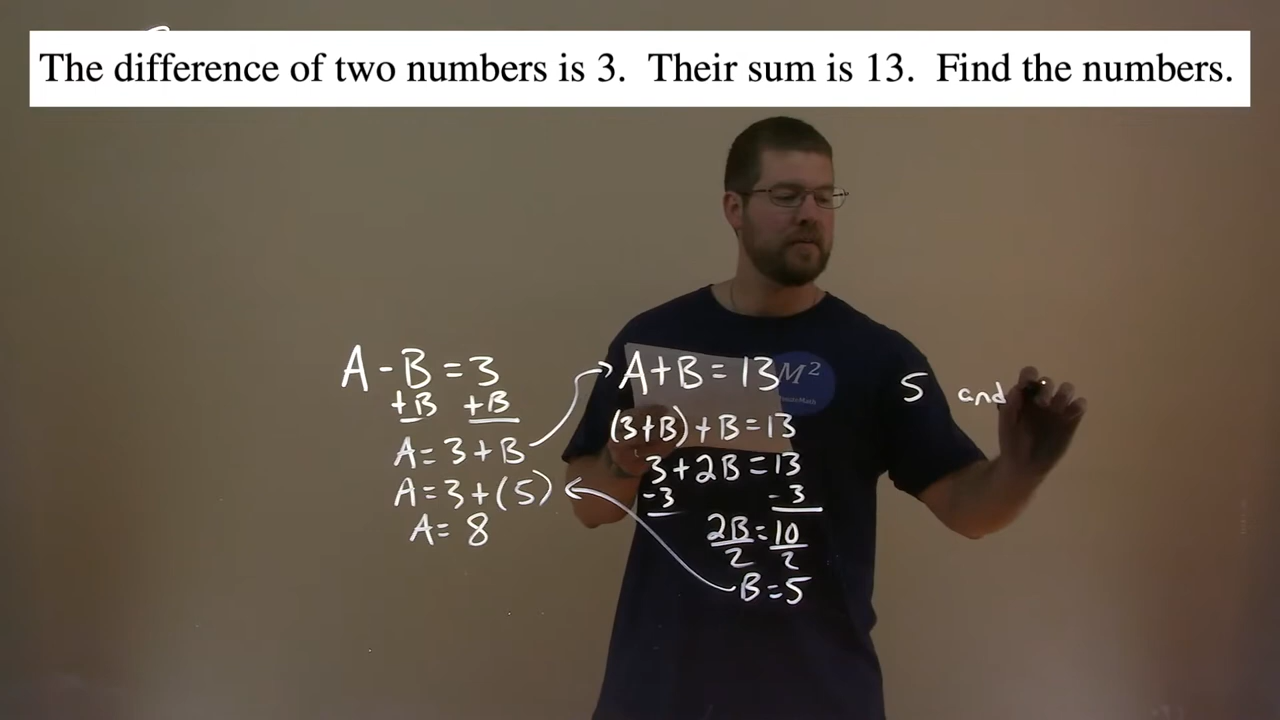 The difference of two numbers is 3. Their sum is 13. Find the numbers.
A - B = 3
+B +B
A = 3 + B
A = 3 + (5)
A = 8
A + B = 13
(3+B) + B = 13
3 + 2B = 13
-3 -3
2B = 10
2 2
B = 5
M²
5 and